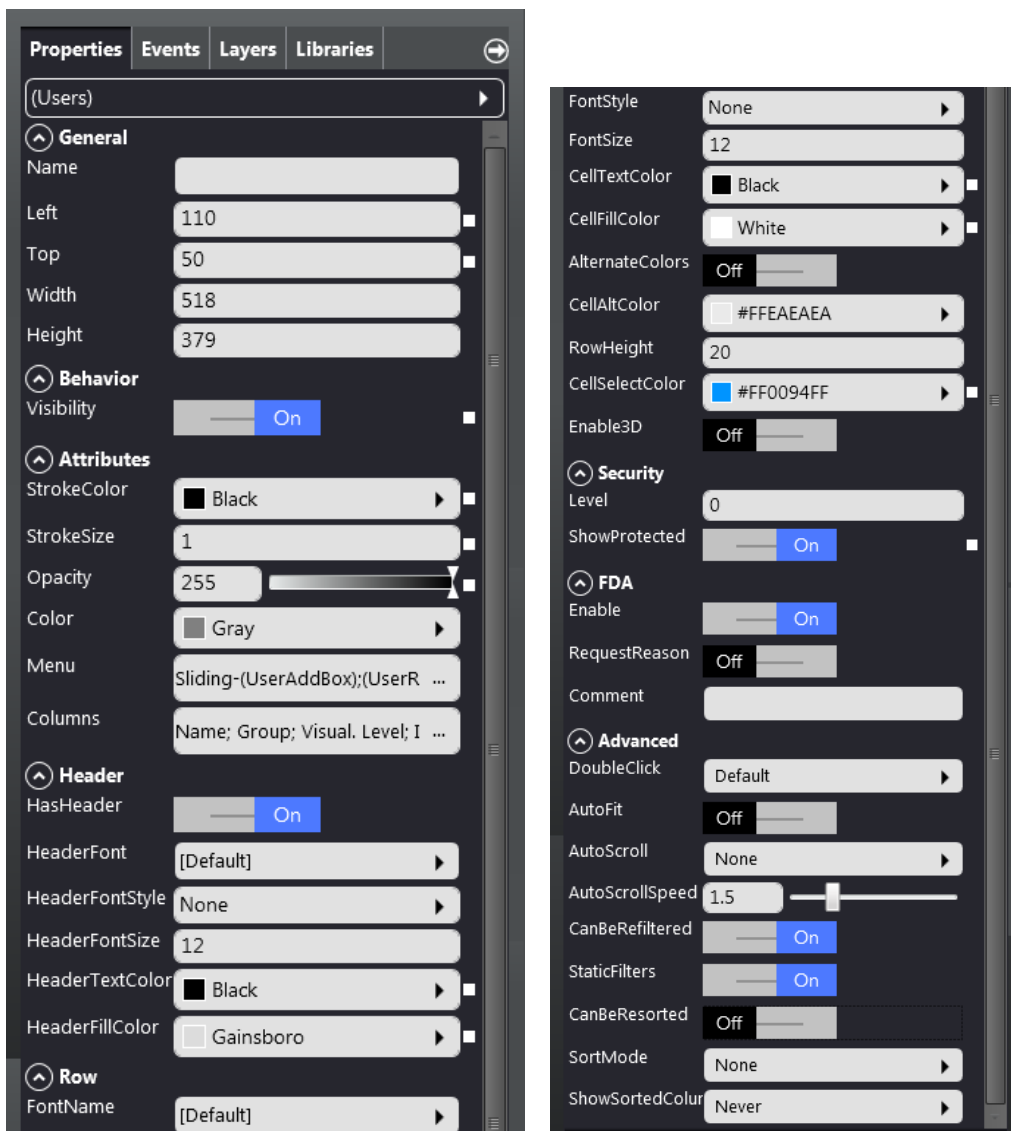 Properties Events Layers Libraries
(Users)
General
Name
Left 110
Top 50
Width 518
Height 379
Behavior
Visibility On
Attributes
StrokeColor Black
StrokeSize 1
Opacity 255
Color Gray
Menu Sliding-(UserAddBox);(UserR ...
Columns Name; Group; Visual. Level; I ...
Header
HasHeader On
HeaderFont [Default]
HeaderFontStyle None
HeaderFontSize 12
HeaderTextColor Black
HeaderFillColor Gainsboro
Row
FontName [Default]
FontStyle None
FontSize 12
CellTextColor Black
CellFillColor White
AlternateColors Off
CellAltColor #FFEAEAEA
RowHeight 20
CellSelectColor #FF0094FF
Enable3D Off
Security
Level 0
ShowProtected On
FDA
Enable On
RequestReason Off
Comment
Advanced
DoubleClick Default
AutoFit Off
AutoScroll None
AutoScrollSpeed 1.5
CanBeRefiltered On
StaticFilters On
CanBeResorted Off
SortMode None
ShowSortedColur Never